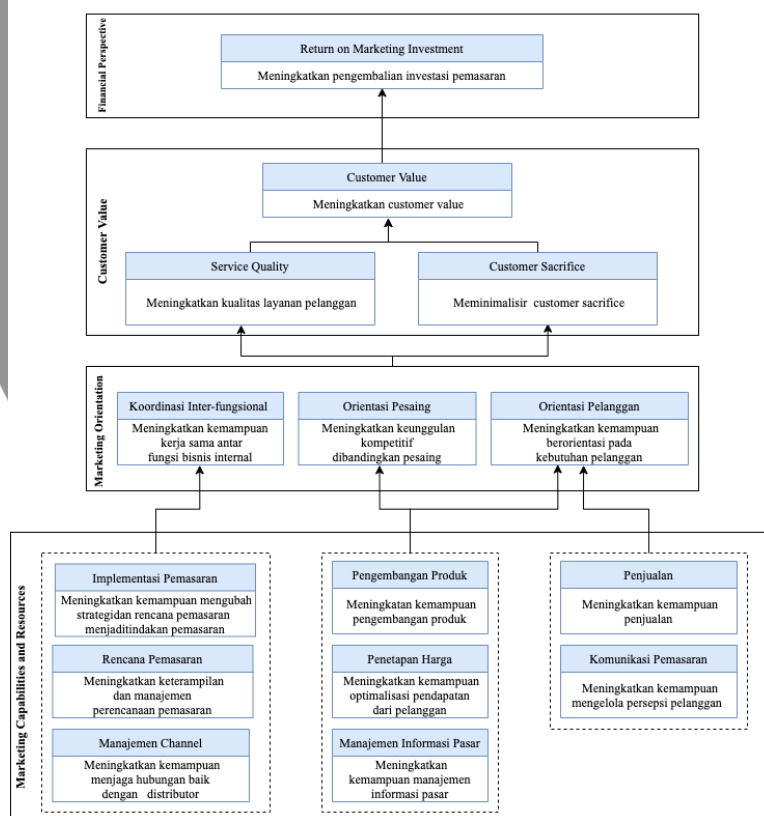 Financial Perspective
Return on Marketing Investment
Meningkatkan pengembalian investasi pemasaran
Customer Value
Customer Value
Meningkatkan customer value
Service Quality
Meningkatkan kualitas layanan pelanggan
Customer Sacrifice
Meminimalisir customer sacrifice
Marketing Orientation
Koordinasi Inter-fungsional
Meningkatkan kemampuan
kerja sama antar
fungsi bisnis internal
Orientasi Pesaing
Meningkatkan keunggulan
kompetitif
dibandingkan pesaing
Orientasi Pelanggan
Meningkatkan kemampuan
berorientasi pada
kebutuhan pelanggan
Marketing Capabilities and Resources
Implementasi Pemasaran
Meningkatkan kemampuan mengubah
strategidan rencana pemasaran
menjaditindakan pemasaran
Rencana Pemasaran
Meningkatkan keterampilan
dan manajemen
perencanaan pemasaran
Manajemen Channel
Meningkatkan kemampuan
menjaga hubungan baik
dengan distributor
Pengembangan Produk
Meningkatan kemampuan
pengembangan produk
Penetapan Harga
Meningkatkan kemampuan
optimalisasi pendapatan
dari pelanggan
Manajemen Informasi Pasar
Meningkatkan
kemampuan manajemen
informasi pasar
Penjualan
Meningkatkan kemampuan
penjualan
Komunikasi Pemasaran
Meningkatkan kemampuan
mengelola persepsi pelanggan